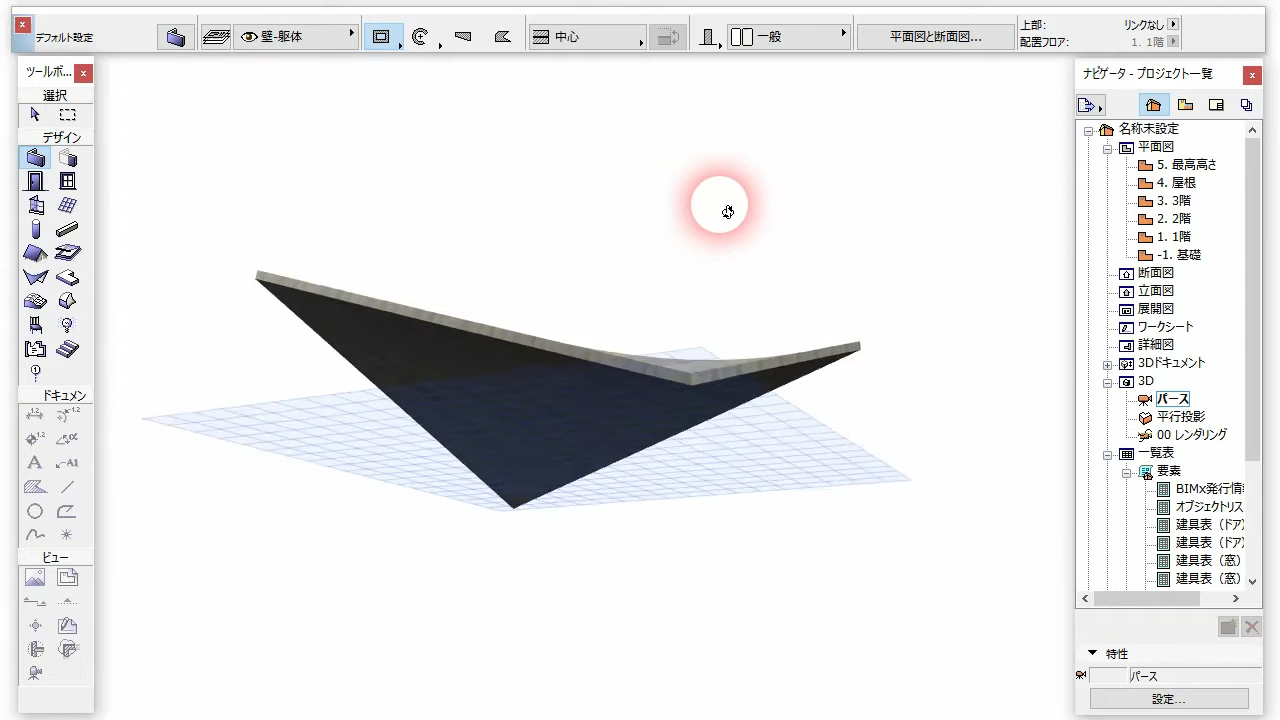 デフォルト設定
壁-躯体
中心
一般
平面図と断面図...
上部:
リンクなし
配置フロア:
1. 1階
ツールボ...
選択
デザイン
ドキュメン
1.2
1.2
1.2
A
A1
ビュー
ナビゲータ - プロジェクト一覧
名称未設定
平面図
5. 最高高さ
4. 屋根
3. 3階
2. 2階
1. 1階
-1. 基礎
断面図
立面図
展開図
ワークシート
詳細図
3Dドキュメント
3D
パース
平行投影
00 レンダリング
一覧表
要素
BIMx発行情
オブジェクトリス
建具表（ドア）
建具表（ドア）
建具表（窓）
建具表（窓）
特性
パース
設定...